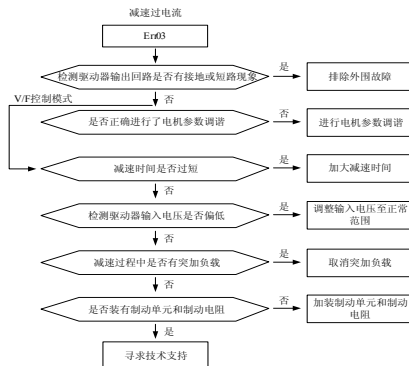 减速过电流
Err03
检测驱动器输出回路是否有接地或短路现象
是
排除外围故障
V/F控制模式
否
是否正确进行了电机参数调谐
否
进行电机参数调谐
是
减速时间是否过短
是
加大减速时间
否
检测驱动器输入电压是否偏低
是
调整输入电压至正常
范围
否
减速过程中是否有突加负载
是
取消突加负载
否
是否装有制动单元和制动电阻
否
加装制动单元和制动
电阻
是
寻求技术支持